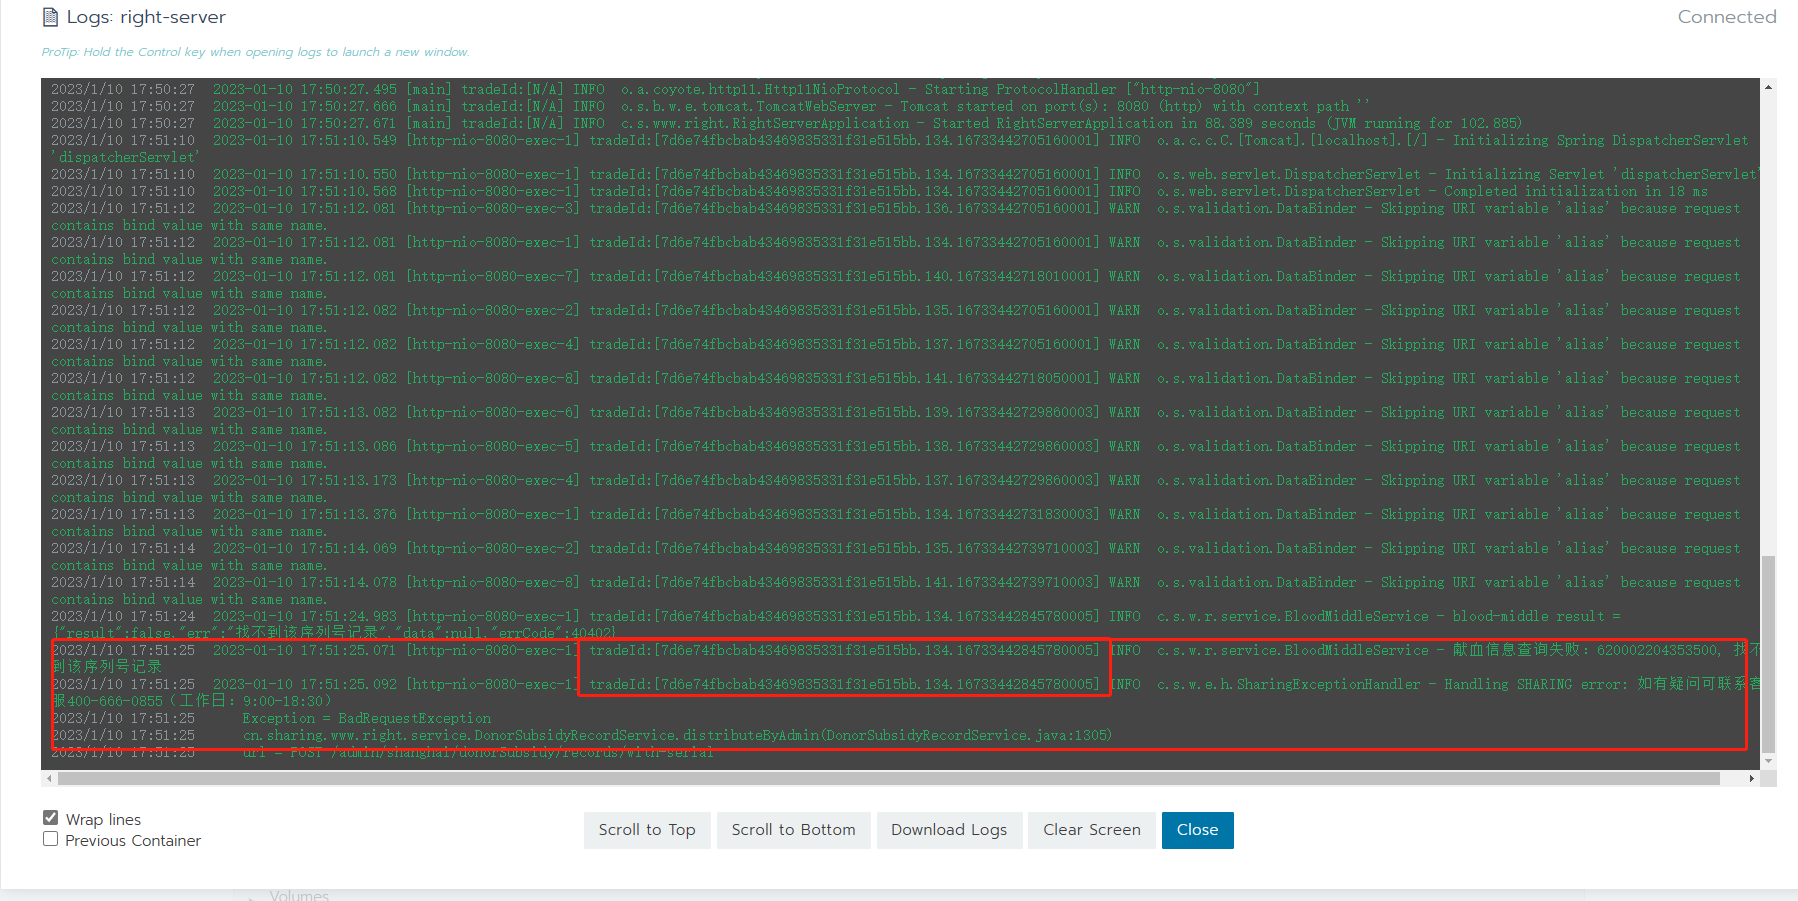 Logs: right-server
Connected
ProTip: Hold the Control key when opening logs to launch a new window.
2023/1/10 17:50:27 2023-01-10 17:50:27.495 [main] tradeId:[N/A] INFO o.a.coyote.http11.Http11NioProtocol - Starting ProtocolHandler ["http-nio-8080"]
2023/1/10 17:50:27 2023-01-10 17:50:27.666 [main] tradeId:[N/A] INFO o.s.b.w.e.tomcat.TomcatWebServer - Tomcat started on port(s): 8080 (http) with context path ''
2023/1/10 17:50:27 2023-01-10 17:50:27.671 [main] tradeId:[N/A] INFO c.s.www.right.RightServerApplication - Started RightServerApplication in 88.389 seconds (JVM running for 102.885)
2023/1/10 17:51:10 2023-01-10 17:51:10.549 [http-nio-8080-exec-1] tradeId:[7d6e74fbcbab43469835331f31e515bb.134.16733442705160001] INFO o.a.c.c.C.[Tomcat].[localhost].[/] - Initializing Spring DispatcherServlet
'dispatcherServlet'
2023/1/10 17:51:10 2023-01-10 17:51:10.550 [http-nio-8080-exec-1] tradeId:[7d6e74fbcbab43469835331f31e515bb.134.16733442705160001] INFO o.s.web.servlet.DispatcherServlet - Initializing Servlet 'dispatcherServlet'
2023/1/10 17:51:10 2023-01-10 17:51:10.568 [http-nio-8080-exec-1] tradeId:[7d6e74fbcbab43469835331f31e515bb.134.16733442705160001] INFO o.s.web.servlet.DispatcherServlet - Completed initialization in 18 ms
2023/1/10 17:51:12 2023-01-10 17:51:12.081 [http-nio-8080-exec-3] tradeId:[7d6e74fbcbab43469835331f31e515bb.136.16733442705160001] WARN o.s.validation.DataBinder - Skipping URI variable 'alias' because request
contains bind value with same name.
2023/1/10 17:51:12 2023-01-10 17:51:12.081 [http-nio-8080-exec-1] tradeId:[7d6e74fbcbab43469835331f31e515bb.134.16733442705160001] WARN o.s.validation.DataBinder - Skipping URI variable 'alias' because request
contains bind value with same name.
2023/1/10 17:51:12 2023-01-10 17:51:12.081 [http-nio-8080-exec-7] tradeId:[7d6e74fbcbab43469835331f31e515bb.140.16733442718010001] WARN o.s.validation.DataBinder - Skipping URI variable 'alias' because request
contains bind value with same name.
2023/1/10 17:51:12 2023-01-10 17:51:12.082 [http-nio-8080-exec-2] tradeId:[7d6e74fbcbab43469835331f31e515bb.135.16733442705160001] WARN o.s.validation.DataBinder - Skipping URI variable 'alias' because request
contains bind value with same name.
2023/1/10 17:51:12 2023-01-10 17:51:12.082 [http-nio-8080-exec-4] tradeId:[7d6e74fbcbab43469835331f31e515bb.137.16733442705160001] WARN o.s.validation.DataBinder - Skipping URI variable 'alias' because request
contains bind value with same name.
2023/1/10 17:51:12 2023-01-10 17:51:12.082 [http-nio-8080-exec-8] tradeId:[7d6e74fbcbab43469835331f31e515bb.141.16733442718050001] WARN o.s.validation.DataBinder - Skipping URI variable 'alias' because request
contains bind value with same name.
2023/1/10 17:51:13 2023-01-10 17:51:13.082 [http-nio-8080-exec-6] tradeId:[7d6e74fbcbab43469835331f31e515bb.139.16733442729860003] WARN o.s.validation.DataBinder - Skipping URI variable 'alias' because request
contains bind value with same name.
2023/1/10 17:51:13 2023-01-10 17:51:13.086 [http-nio-8080-exec-5] tradeId:[7d6e74fbcbab43469835331f31e515bb.138.16733442729860003] WARN o.s.validation.DataBinder - Skipping URI variable 'alias' because request
contains bind value with same name.
2023/1/10 17:51:13 2023-01-10 17:51:13.173 [http-nio-8080-exec-4] tradeId:[7d6e74fbcbab43469835331f31e515bb.137.16733442729860003] WARN o.s.validation.DataBinder - Skipping URI variable 'alias' because request
contains bind value with same name.
2023/1/10 17:51:13 2023-01-10 17:51:13.376 [http-nio-8080-exec-1] tradeId:[7d6e74fbcbab43469835331f31e515bb.134.16733442731830003] WARN o.s.validation.DataBinder - Skipping URI variable 'alias' because request
contains bind value with same name.
2023/1/10 17:51:14 2023-01-10 17:51:14.069 [http-nio-8080-exec-2] tradeId:[7d6e74fbcbab43469835331f31e515bb.135.16733442739710003] WARN o.s.validation.DataBinder - Skipping URI variable 'alias' because request
contains bind value with same name.
2023/1/10 17:51:14 2023-01-10 17:51:14.078 [http-nio-8080-exec-8] tradeId:[7d6e74fbcbab43469835331f31e515bb.141.16733442739710003] WARN o.s.validation.DataBinder - Skipping URI variable 'alias' because request
contains bind value with same name.
2023/1/10 17:51:24 2023-01-10 17:51:24.983 [http-nio-8080-exec-1] tradeId:[7d6e74fbcbab43469835331f31e515bb.134.16733442845780005] INFO c.s.w.r.service.BloodMiddleService - blood-middle result =
{"result":false,"err":"找不到该序列号记录","data":null,"errCode":40402}
2023/1/10 17:51:25 2023-01-10 17:51:25.071 [http-nio-8080-exec-1] tradeId:[7d6e74fbcbab43469835331f31e515bb.134.16733442845780005] INFO c.s.w.r.service.BloodMiddleService - 献血信息查询失败: 620002204353500, 找不
到该序列号记录
2023/1/10 17:51:25 2023-01-10 17:51:25.092 [http-nio-8080-exec-1] tradeId:[7d6e74fbcbab43469835331f31e515bb.134.16733442845780005] INFO c.s.w.e.h.SharingExceptionHandler - Handling SHARING error: 如有疑问可联系客
服400-666-0855（工作日：9:00-18:30）
2023/1/10 17:51:25 Exception = BadRequestException
2023/1/10 17:51:25 cn.sharing.www.right.service.DonorSubsidyRecordService.distributeByAdmin(DonorSubsidyRecordService.java:1305)
2023/1/10 17:51:25 url = POST /admin/shanghai/donorSubsidy/records/with-serial
Wrap lines
Previous Container
Scroll to Top
Scroll to Bottom
Download Logs
Clear Screen
Close
Volumes